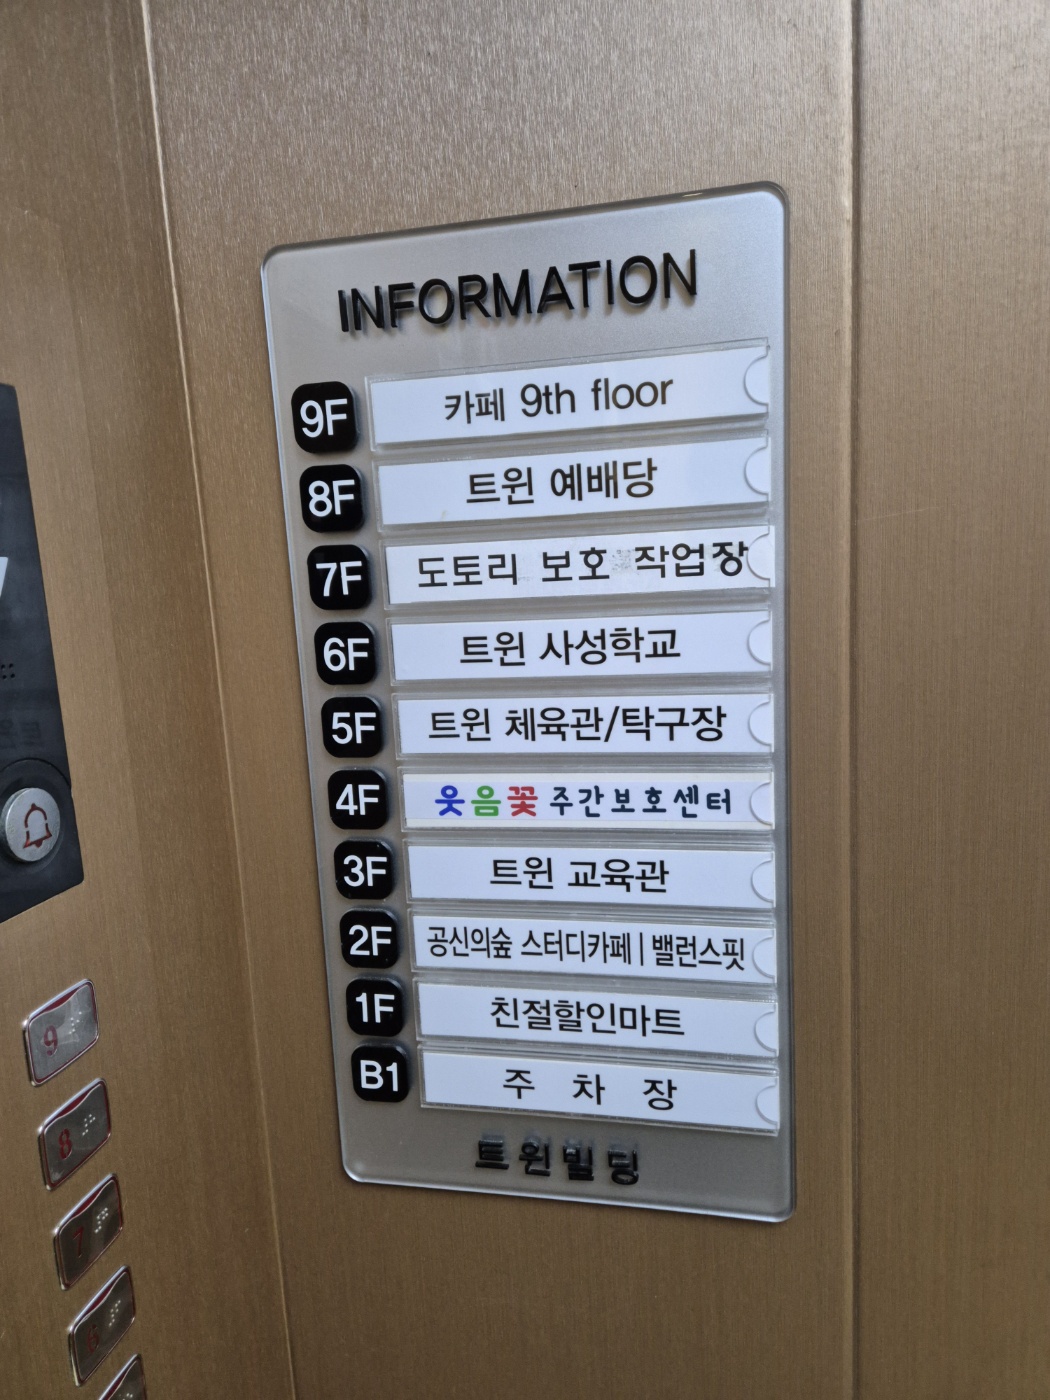 INFORMATION
9F 카페 9th floor
8F 트윈 예배당
7F 도토리 보호 작업장
6F 트윈 사성학교
5F 트윈 체육관/탁구장
4F 웃음꽃 주간보호센터
3F 트윈 교육관
2F 공신의숲 스터디카페 | 밸런스핏
1F 친절할인마트
B1 주 차 장
트윈빌딩
9
8
7
6